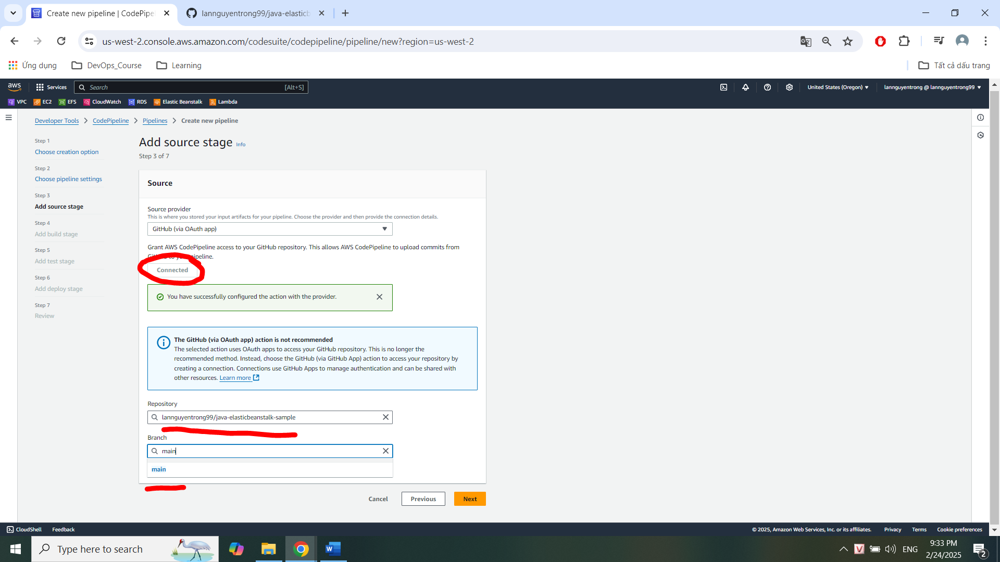 Create new pipeline | CodePipe
lannguyentrong99/java-elasticb
us-west-2.console.aws.amazon.com/codesuite/codepipeline/pipeline/new?region=us-west-2
Ứng dụng
DevOps_Course
Learning
Tất cả dấu trang
aws
Services
Search
[Alt+S]
United States (Oregon)
lannguyentrong @ lannguyentrong99
VPC
EC2
EFS
CloudWatch
RDS
Elastic Beanstalk
Lambda
Developer Tools
CodePipeline
Pipelines
Create new pipeline
Step 1
Choose creation option
Step 2
Choose pipeline settings
Step 3
Add source stage
Step 4
Add build stage
Step 5
Add test stage
Step 6
Add deploy stage
Step 7
Review
Add source stage Info
Step 3 of 7
Source
Source provider
This is where you stored your input artifacts for your pipeline. Choose the provider and then provide the connection details.
GitHub (via OAuth app)
Grant AWS CodePipeline access to your GitHub repository. This allows AWS CodePipeline to upload commits from
GitHub to your pipeline.
Connected
You have successfully configured the action with the provider.
The GitHub (via OAuth app) action is not recommended
The selected action uses OAuth apps to access your GitHub repository. This is no longer the
recommended method. Instead, choose the GitHub (via GitHub App) action to access your repository by
creating a connection. Connections use GitHub Apps to manage authentication and can be shared with
other resources. Learn more
Repository
lannguyentrong99/java-elasticbeanstalk-sample
Branch
main
main
Cancel
Previous
Next
CloudShell
Feedback
© 2025, Amazon Web Services, Inc. or its affiliates.
Privacy
Terms
Cookie preferences
Type here to search
ENG
9:33 PM
2/24/2025
2